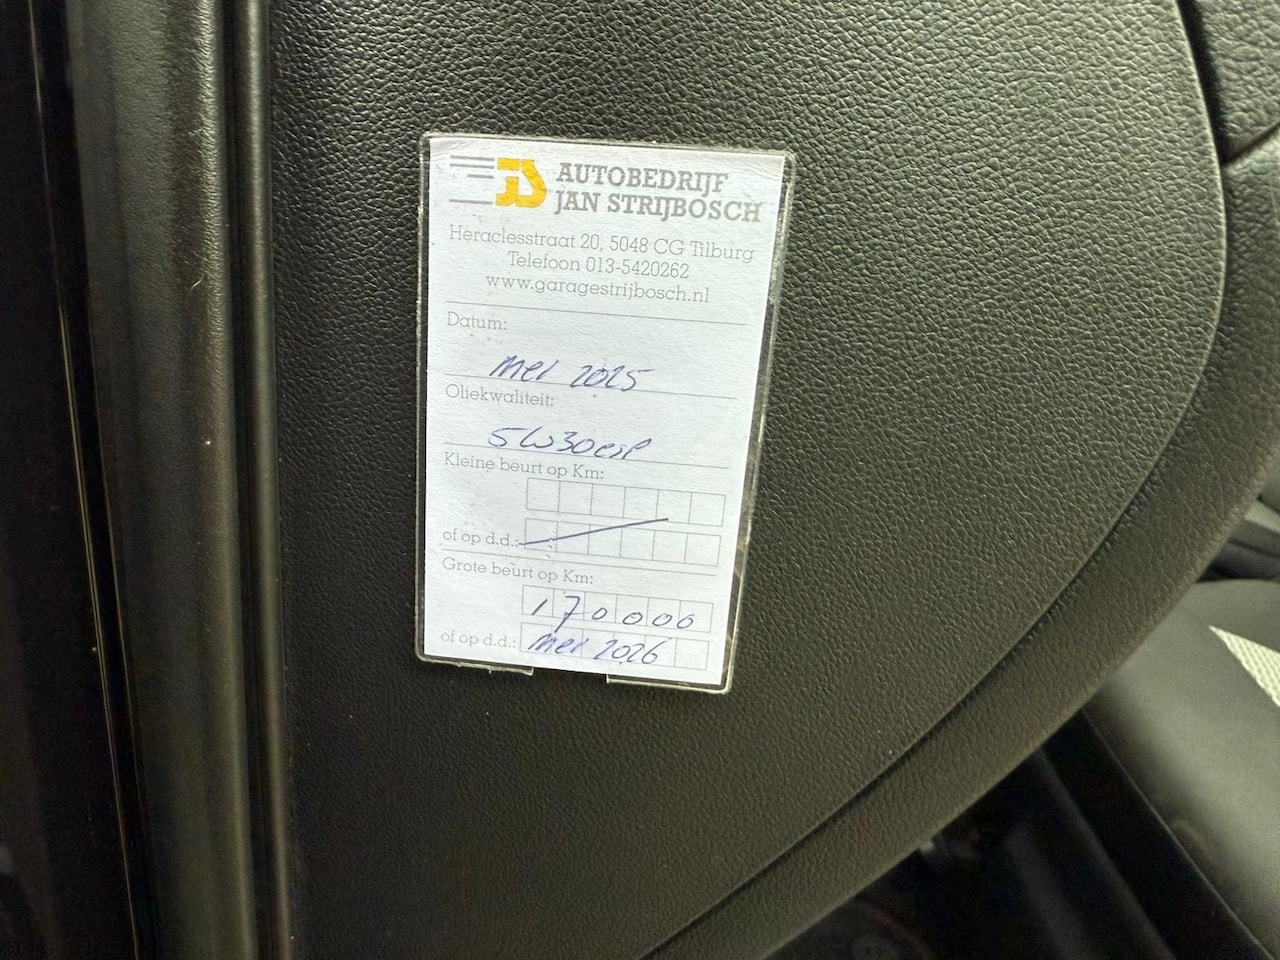 JS AUTOBEDRIJF
JAN STRIJBOSCH
Heraclesstraat 20, 5048 CG Tilburg
Telefoon 013-5420262
www.garagestrijbosch.nl
Datum:
mei 2025
Oliekwaliteit:
5W30esp
Kleine beurt op Km:
of op d.d.:
Grote beurt op Km:
170000
of op d.d.: mei 2026